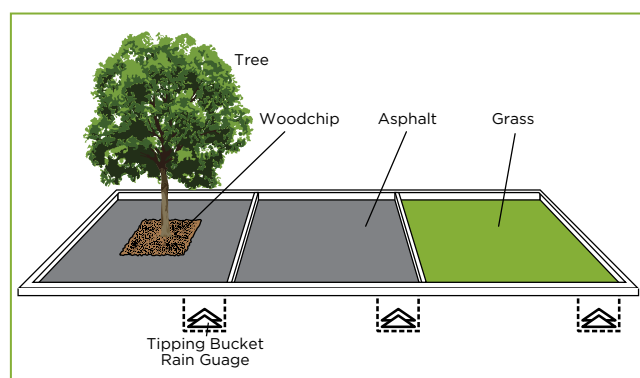 Tree
Woodchip
Asphalt
Grass
Tipping Bucket
Rain Guage